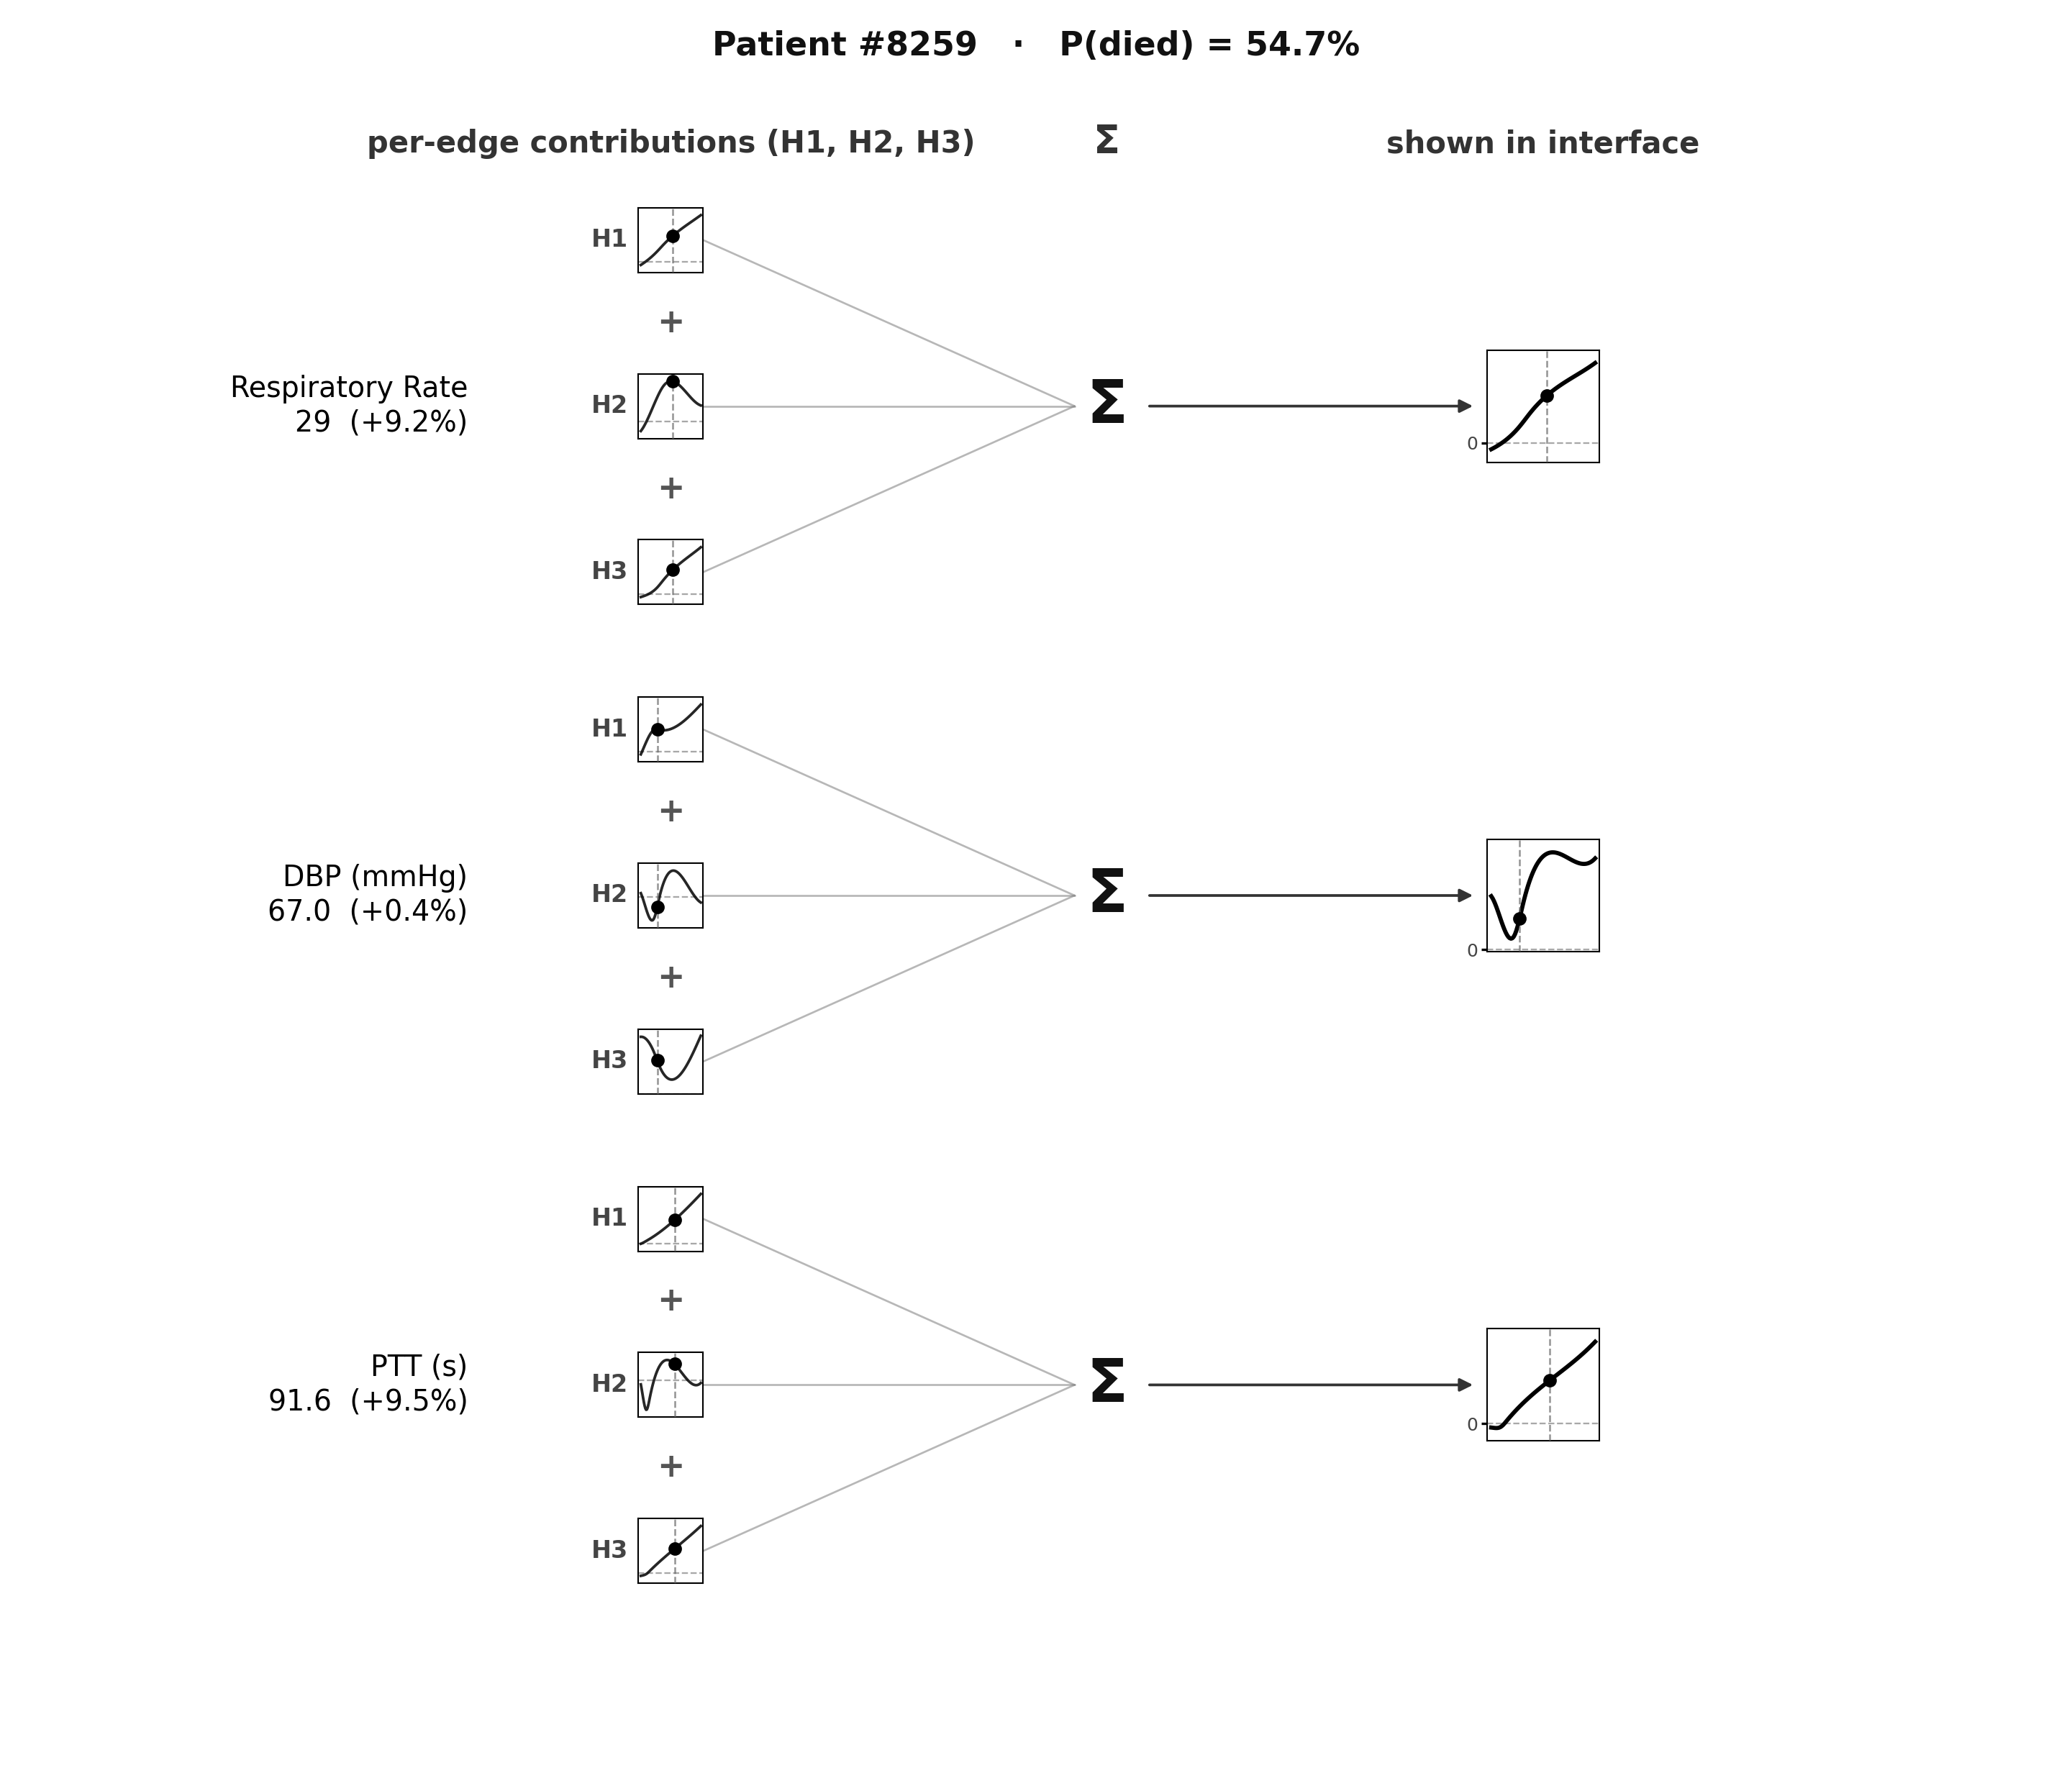 Patient #8259 · P(died) = 54.7%
per-edge contributions (H1, H2, H3) Σ shown in interface
H1
+
Respiratory Rate
29 (+9.2%)
H2
Σ
0
+
H3
H1
+
DBP (mmHg)
67.0 (+0.4%)
H2
Σ
0
+
H3
H1
+
PTT (s)
91.6 (+9.5%)
H2
Σ
0
+
H3